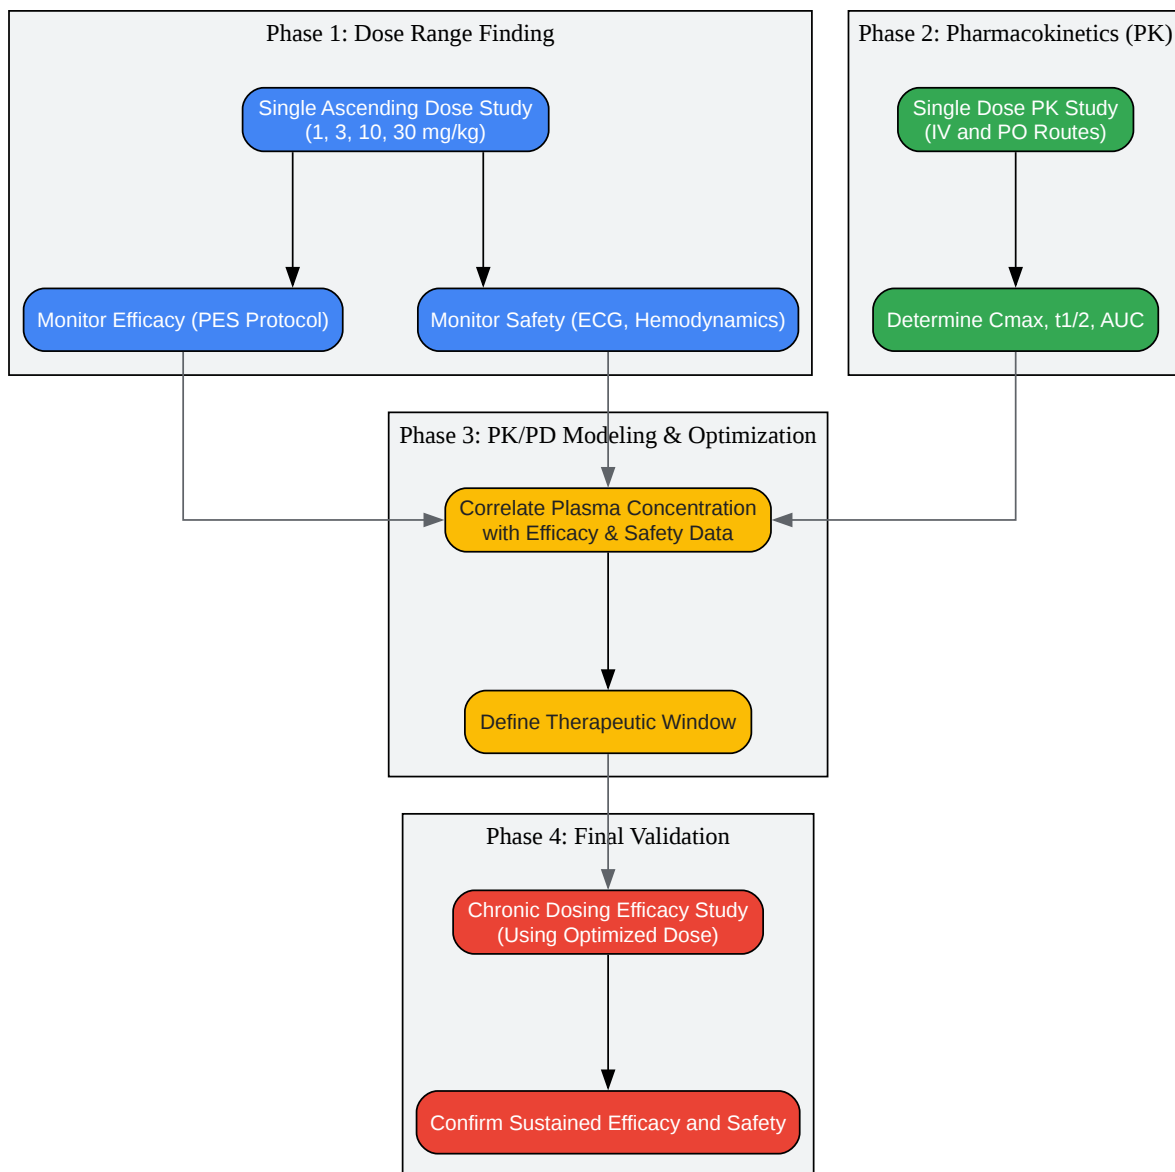 Phase 1: Dose Range Finding
Single Ascending Dose Study
(1, 3, 10, 30 mg/kg)
Monitor Efficacy (PES Protocol)
Monitor Safety (ECG, Hemodynamics)
Phase 2: Pharmacokinetics (PK)
Single Dose PK Study
(IV and PO Routes)
Determine Cmax, t1/2, AUC
Phase 3: PK/PD Modeling & Optimization
Correlate Plasma Concentration
with Efficacy & Safety Data
Define Therapeutic Window
Phase 4: Final Validation
Chronic Dosing Efficacy Study
(Using Optimized Dose)
Confirm Sustained Efficacy and Safety